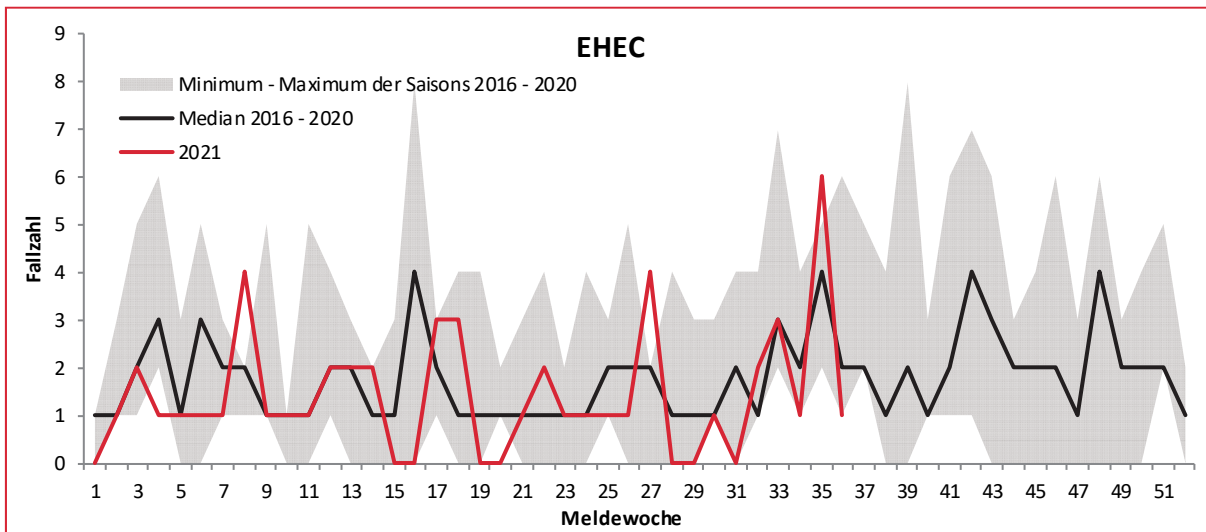 EHEC
Minimum - Maximum der Saisons 2016 - 2020
Median 2016 - 2020
2021
Fallzahl
9
8
7
6
5
4
3
2
1
0
1 3 5 7 9 11 13 15 17 19 21 23 25 27 29 31 33 35 37 39 41 43 45 47 49 51
Meldewoche